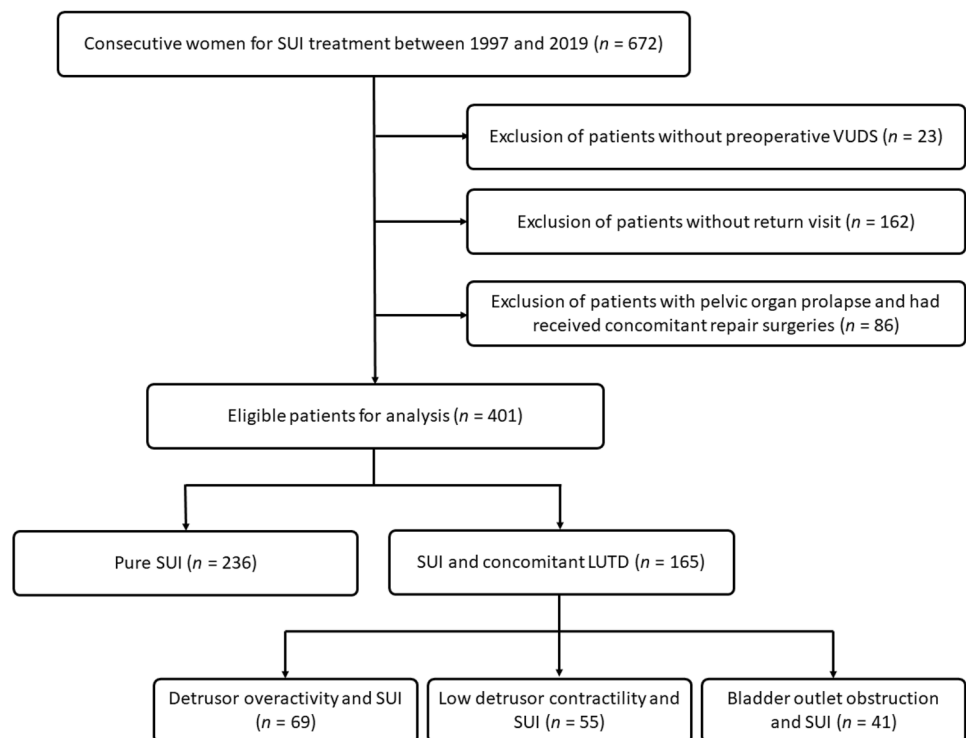 Consecutive women for SUI treatment between 1997 and 2019 (n = 672)
Exclusion of patients without preoperative VUDS (n = 23)
Exclusion of patients without return visit (n = 162)
Exclusion of patients with pelvic organ prolapse and had
received concomitant repair surgeries (n = 86)
Eligible patients for analysis (n = 401)
Pure SUI (n = 236)
SUI and concomitant LUTD (n = 165)
Detrusor overactivity and SUI
(n = 69)
Low detrusor contractility and
SUI (n = 55)
Bladder outlet obstruction
and SUI (n = 41)